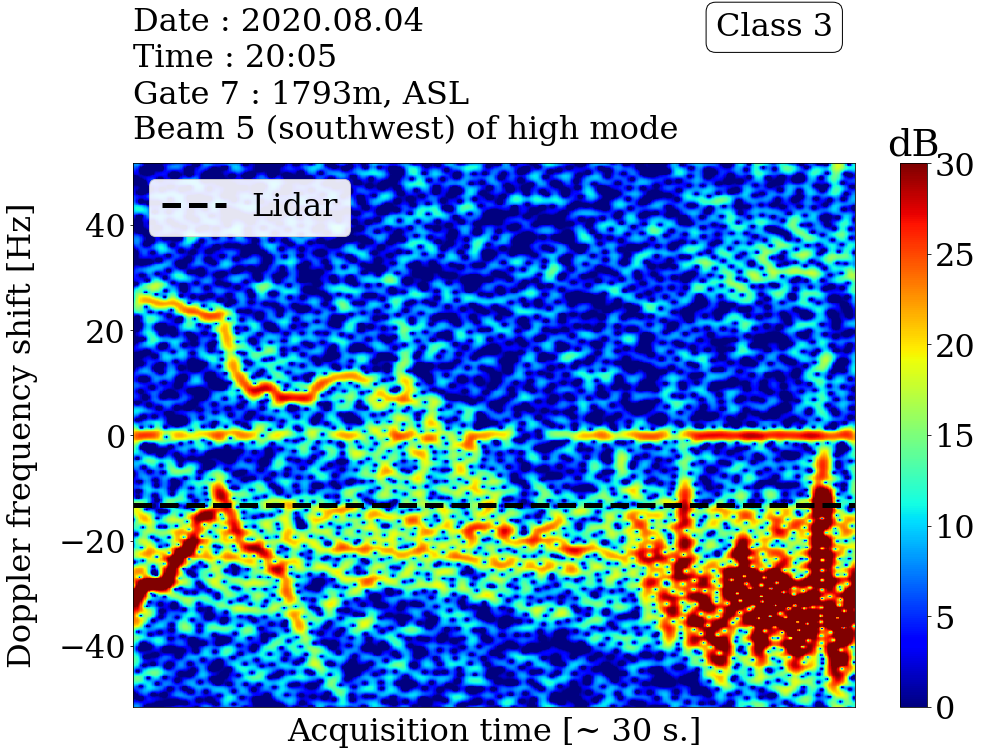 Date : 2020.08.04
Time : 20:05
Gate 7 : 1793m, ASL
Beam 5 (southwest) of high mode
Class 3
dB
Lidar
Doppler frequency shift [Hz]
40
20
0
−20
−40
Acquisition time [~ 30 s.]
30
25
20
15
10
5
0